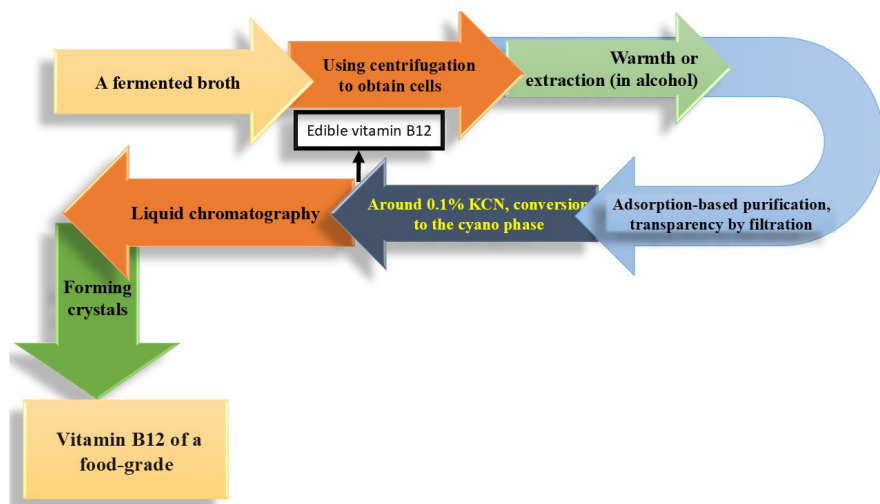 A fermented broth
Using centrifugation
to obtain cells
Warmth or
extraction (in alcohol)
Adsorption-based purification,
transparency by filtration
Around 0.1% KCN, conversion
to the cyano phase
Edible vitamin B12
Liquid chromatography
Forming
crystals
Vitamin B12 of a
food-grade